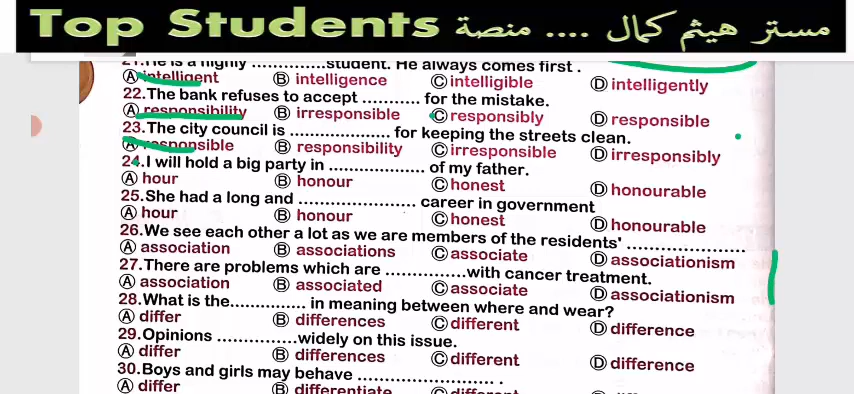 Top Students مستر هيثم كمال .... منصة
21.He is a highly ..............student. He always comes first .
Ⓐ intelligent Ⓑ intelligence Ⓒ intelligible Ⓓ intelligently
22.The bank refuses to accept ........... for the mistake.
Ⓐ responsibility Ⓑ irresponsible Ⓒ responsibly Ⓓ responsible
23.The city council is ................... for keeping the streets clean.
Ⓐ responsible Ⓑ responsibility Ⓒ irresponsible Ⓓ irresponsibly
24.I will hold a big party in .................. of my father.
Ⓐ hour Ⓑ honour Ⓒ honest Ⓓ honourable
25.She had a long and ...................... career in government
Ⓐ hour Ⓑ honour Ⓒ honest Ⓓ honourable
26.We see each other a lot as we are members of the residents' ......................
Ⓐ association Ⓑ associations Ⓒ associate Ⓓ associationism
27.There are problems which are ...............with cancer treatment.
Ⓐ association Ⓑ associated Ⓒ associate Ⓓ associationism
28.What is the.............. in meaning between where and wear?
Ⓐ differ Ⓑ differences Ⓒ different Ⓓ difference
29.Opinions ...............widely on this issue.
Ⓐ differ Ⓑ differences Ⓒ different Ⓓ difference
30.Boys and girls may behave ........................... .
Ⓐ differ Ⓑ differentiate